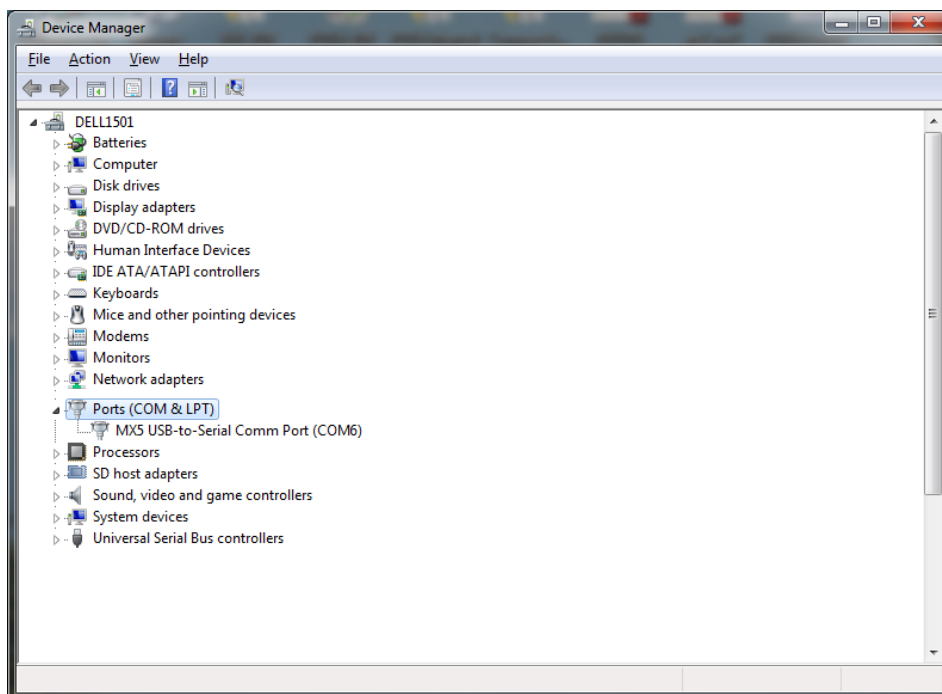 Device Manager
File Action View Help
DELL1501
Batteries
Computer
Disk drives
Display adapters
DVD/CD-ROM drives
Human Interface Devices
IDE ATA/ATAPI controllers
Keyboards
Mice and other pointing devices
Modems
Monitors
Network adapters
Ports (COM & LPT)
MX5 USB-to-Serial Comm Port (COM6)
Processors
SD host adapters
Sound, video and game controllers
System devices
Universal Serial Bus controllers